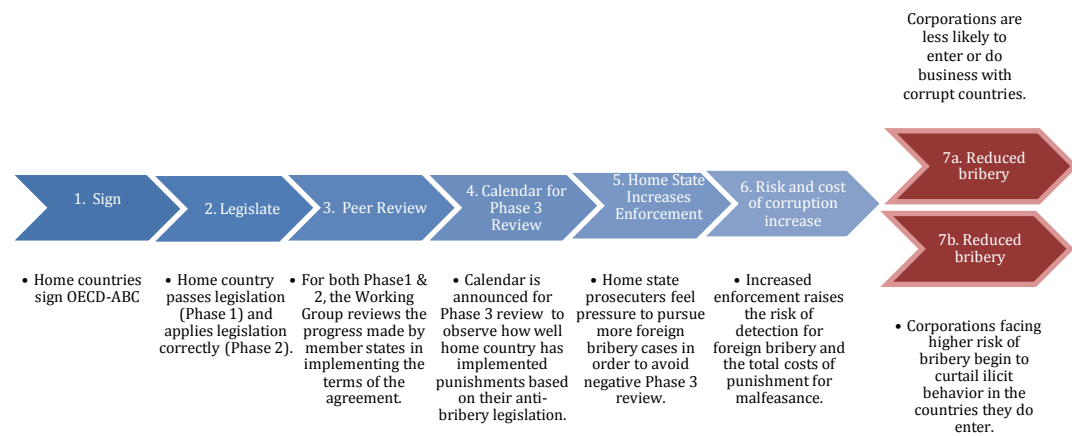 1. Sign
• Home countries
sign OECD-ABC
2. Legislate
• Home country
passes legislation
(Phase 1) and
applies legislation
correctly (Phase 2).
3. Peer Review
• For both Phase1 &
2, the Working
Group reviews the
progress made by
member states in
implementing the
terms of the
agreement.
4. Calendar for
Phase 3
Review
• Calendar is
announced for
Phase 3 review to
observe how well
home country has
implemented
punishments based
on their anti-
bribery legislation.
5. Home State
Increases
Enforcement
• Home state
prosecuters feel
pressure to pursue
more foreign
bribery cases in
order to avoid
negative Phase 3
review.
6. Risk and cost
of corruption
increase
• Increased
enforcement raises
the risk of
detection for
foreign bribery and
the total costs of
punishment for
malfeasance.
Corporations are
less likely to
enter or do
business with
corrupt countries.
7a. Reduced
bribery
7b. Reduced
bribery
• Corporations facing
higher risk of
bribery begin to
curtail ilicit
behavior in the
countries they do
enter.